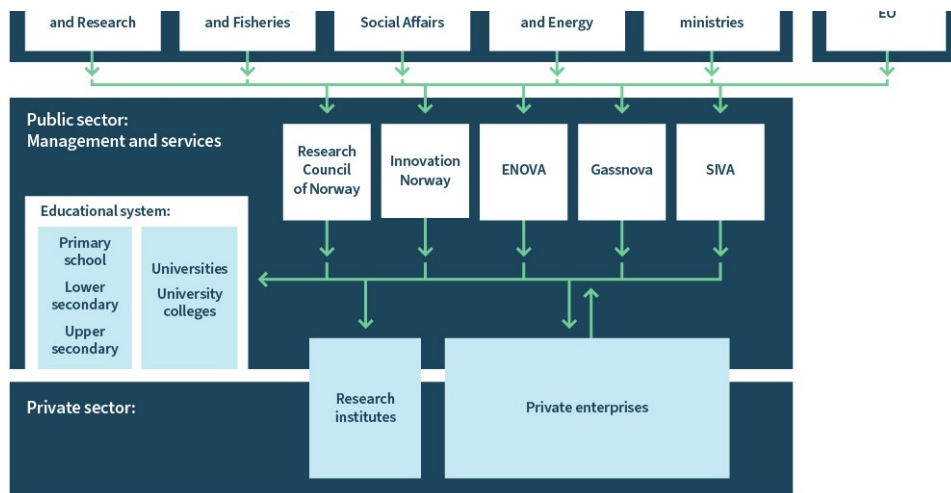 and Research
and Fisheries
Social Affairs
and Energy
ministries
EU
Public sector:
Management and services
Research
Council
of Norway
Innovation
Norway
ENOVA
Gassnova
SIVA
Educational system:
Primary
school
Lower
secondary
Upper
secondary
Universities
University
colleges
Research
institutes
Private enterprises
Private sector: